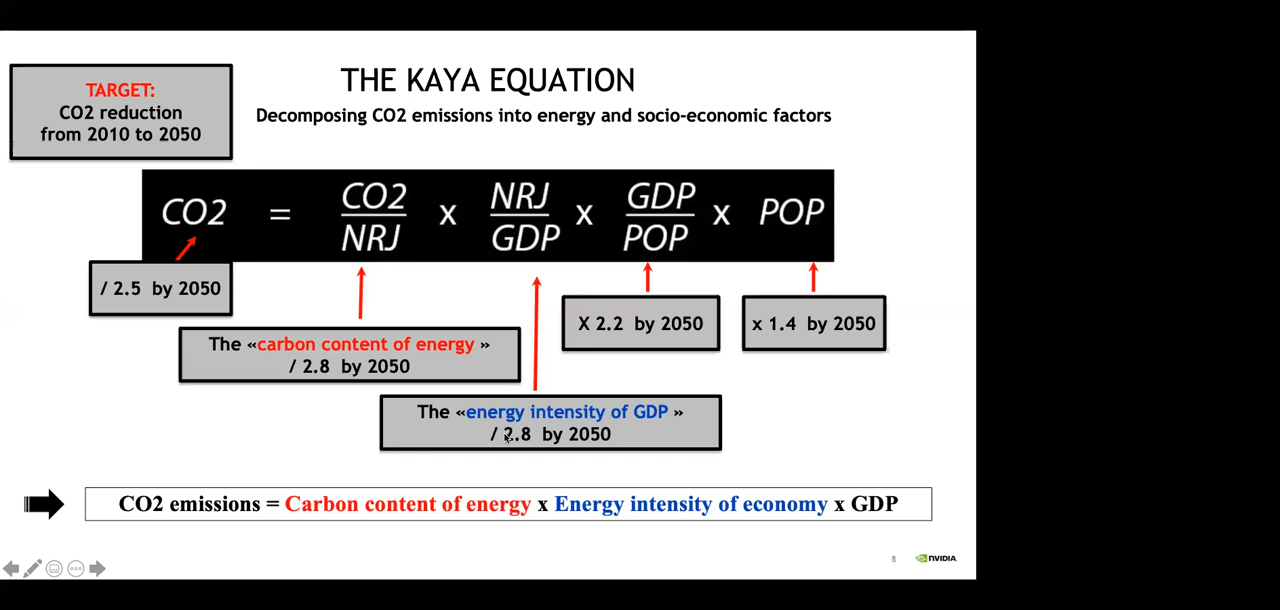 THE KAYA EQUATION
Decomposing CO2 emissions into energy and socio-economic factors
TARGET:
CO2 reduction
from 2010 to 2050
CO2 = CO2/NRJ x NRJ/GDP x GDP/POP x POP
/ 2.5 by 2050
The «carbon content of energy »
/ 2.8 by 2050
The «energy intensity of GDP »
/ 2.8 by 2050
X 2.2 by 2050
x 1.4 by 2050
CO2 emissions = Carbon content of energy x Energy intensity of economy x GDP
8
NVIDIA